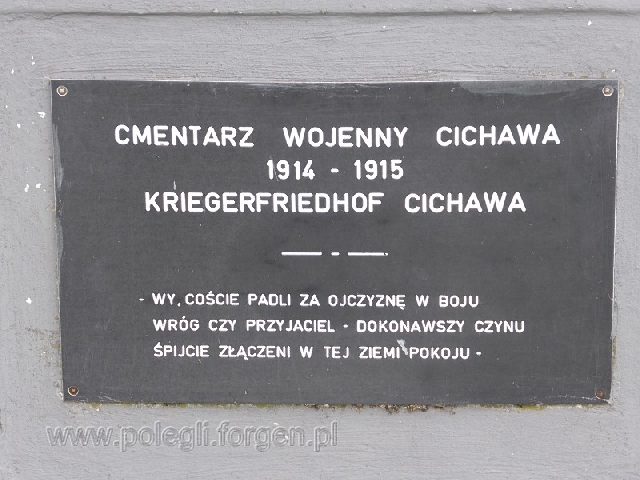 CMENTARZ WOJENNY CICHAWA
1914 - 1915
KRIEGERFRIEDHOF CICHAWA
- WY, COŚCIE PADLI ZA OJCZYZNĘ W BOJU
WRÓG CZY PRZYJACIEL - DOKONAWSZY CZYNU
ŚPIJCIE ZŁĄCZENI W TEJ ZIEMI POKOJU -
www.polegli.forgen.pl